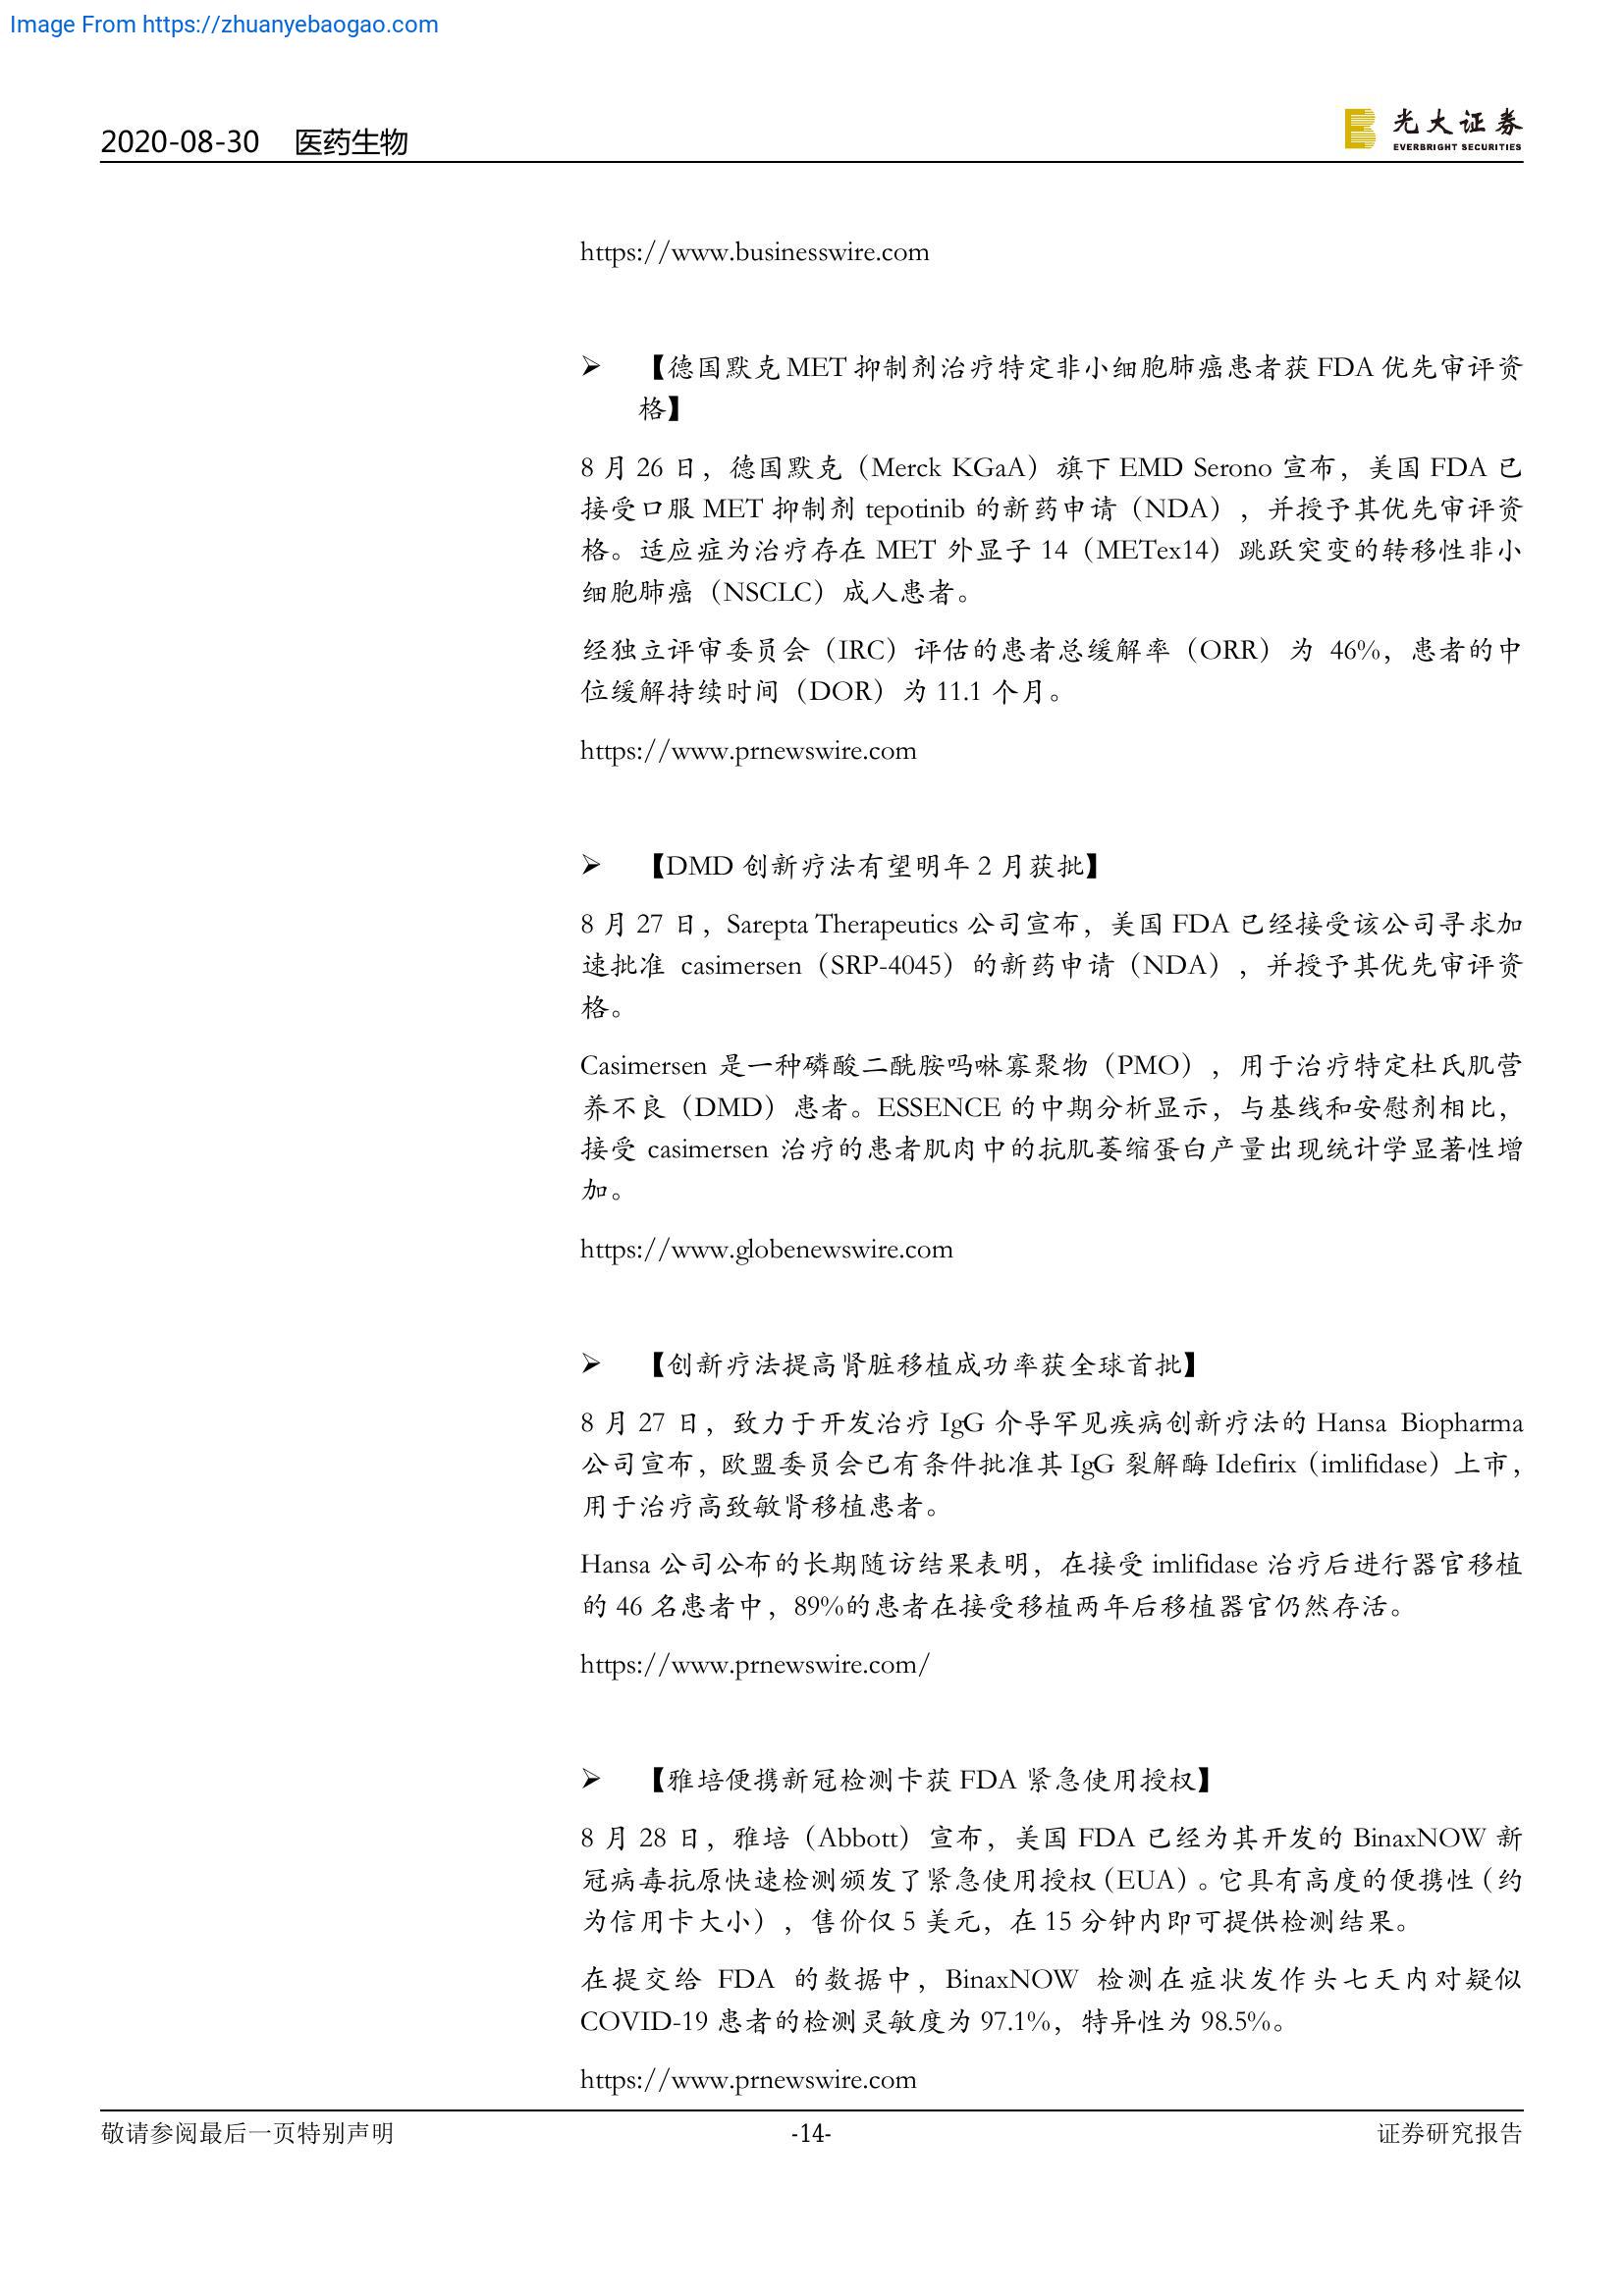 Image From https://zhuanyebaogao.com
2020-08-30 医药生物
光大证券
EVERBRIGHT SECURITIES
https://www.businesswire.com
➢ 【德国默克 MET 抑制剂治疗特定非小细胞肺癌患者获 FDA 优先审评资
格】
8 月 26 日，德国默克（Merck KGaA）旗下 EMD Serono 宣布，美国 FDA 已
接受口服 MET 抑制剂 tepotinib 的新药申请（NDA），并授予其优先审评资
格。适应症为治疗存在 MET 外显子 14（METex14）跳跃突变的转移性非小
细胞肺癌（NSCLC）成人患者。
经独立评审委员会（IRC）评估的患者总缓解率（ORR）为 46%，患者的中
位缓解持续时间（DOR）为 11.1 个月。
https://www.prnewswire.com
➢ 【DMD 创新疗法有望明年 2 月获批】
8 月 27 日，Sarepta Therapeutics 公司宣布，美国 FDA 已经接受该公司寻求加
速批准 casimersen（SRP-4045）的新药申请（NDA），并授予其优先审评资
格。
Casimersen 是一种磷酸二酰胺吗啉寡聚物（PMO），用于治疗特定杜氏肌营
养不良（DMD）患者。ESSENCE 的中期分析显示，与基线和安慰剂相比，
接受 casimersen 治疗的患者肌肉中的抗肌萎缩蛋白产量出现统计学显著性增
加。
https://www.globenewswire.com
➢ 【创新疗法提高肾脏移植成功率获全球首批】
8 月 27 日，致力于开发治疗 IgG 介导罕见疾病创新疗法的 Hansa Biopharma
公司宣布，欧盟委员会已有条件批准其 IgG 裂解酶 Idefirix（imlifidase）上市，
用于治疗高致敏肾移植患者。
Hansa 公司公布的长期随访结果表明，在接受 imlifidase 治疗后进行器官移植
的 46 名患者中，89%的患者在接受移植两年后移植器官仍然存活。
https://www.prnewswire.com/
➢ 【雅培便携新冠检测卡获 FDA 紧急使用授权】
8 月 28 日，雅培（Abbott）宣布，美国 FDA 已经为其开发的 BinaxNOW 新
冠病毒抗原快速检测颁发了紧急使用授权（EUA）。它具有高度的便携性（约
为信用卡大小），售价仅 5 美元，在 15 分钟内即可提供检测结果。
在提交给 FDA 的数据中，BinaxNOW 检测在症状发作头七天内对疑似
COVID-19 患者的检测灵敏度为 97.1%，特异性为 98.5%。
https://www.prnewswire.com
敬请参阅最后一页特别声明 -14- 证券研究报告